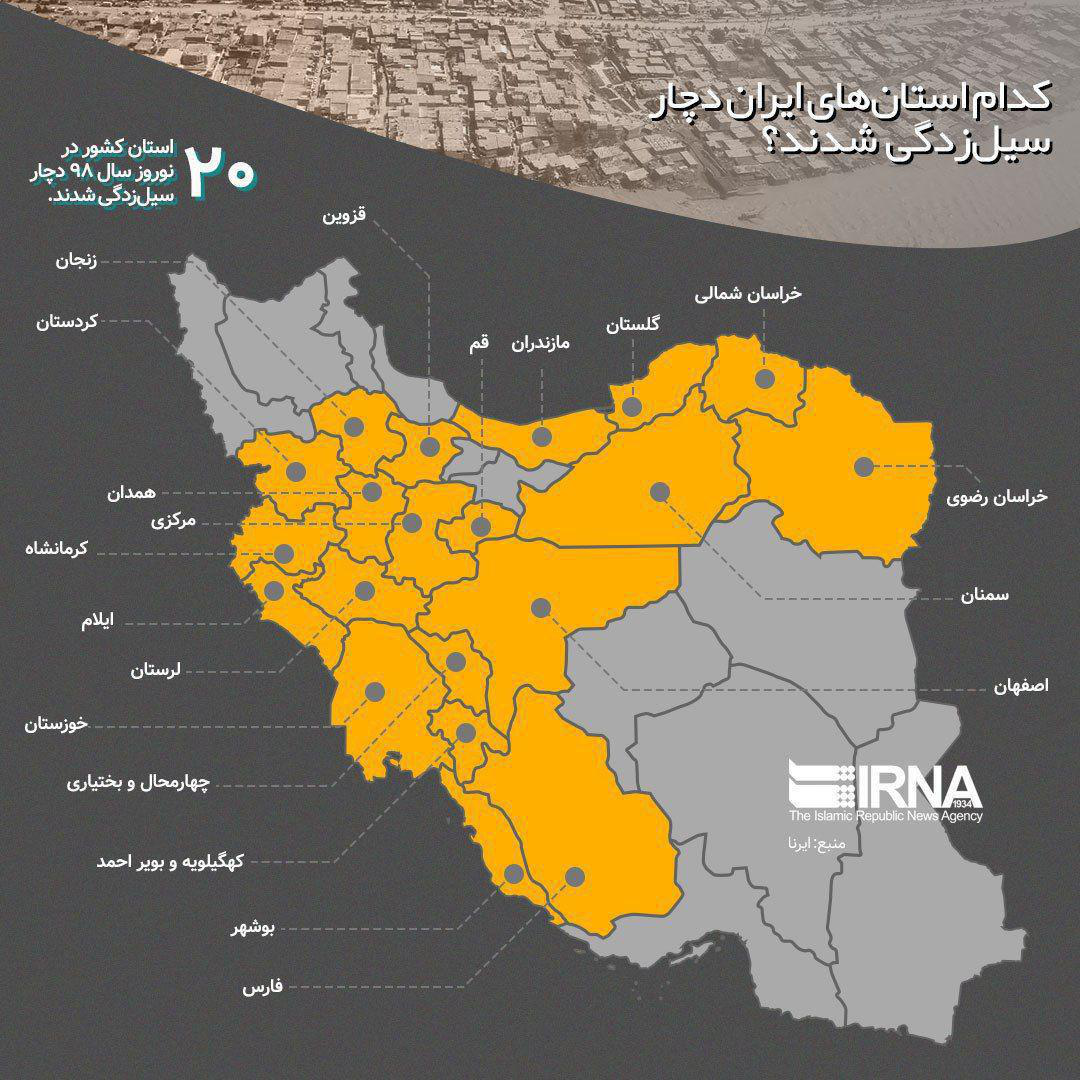 کدام استان‌های ایران دچار
سیل‌زدگی شدند؟
۲۰
استان کشور در
نوروز سال ۹۸ دچار
سیل‌زدگی شدند.
قزوین
زنجان
خراسان شمالی
کردستان
گلستان
مازندران
قم
همدان
خراسان رضوی
مرکزی
کرمانشاه
سمنان
ایلام
لرستان
اصفهان
خوزستان
چهارمحال و بختیاری
IRNA
1934
The Islamic Republic News Agency
منبع: ایرنا
کهگیلویه و بویر احمد
بوشهر
فارس